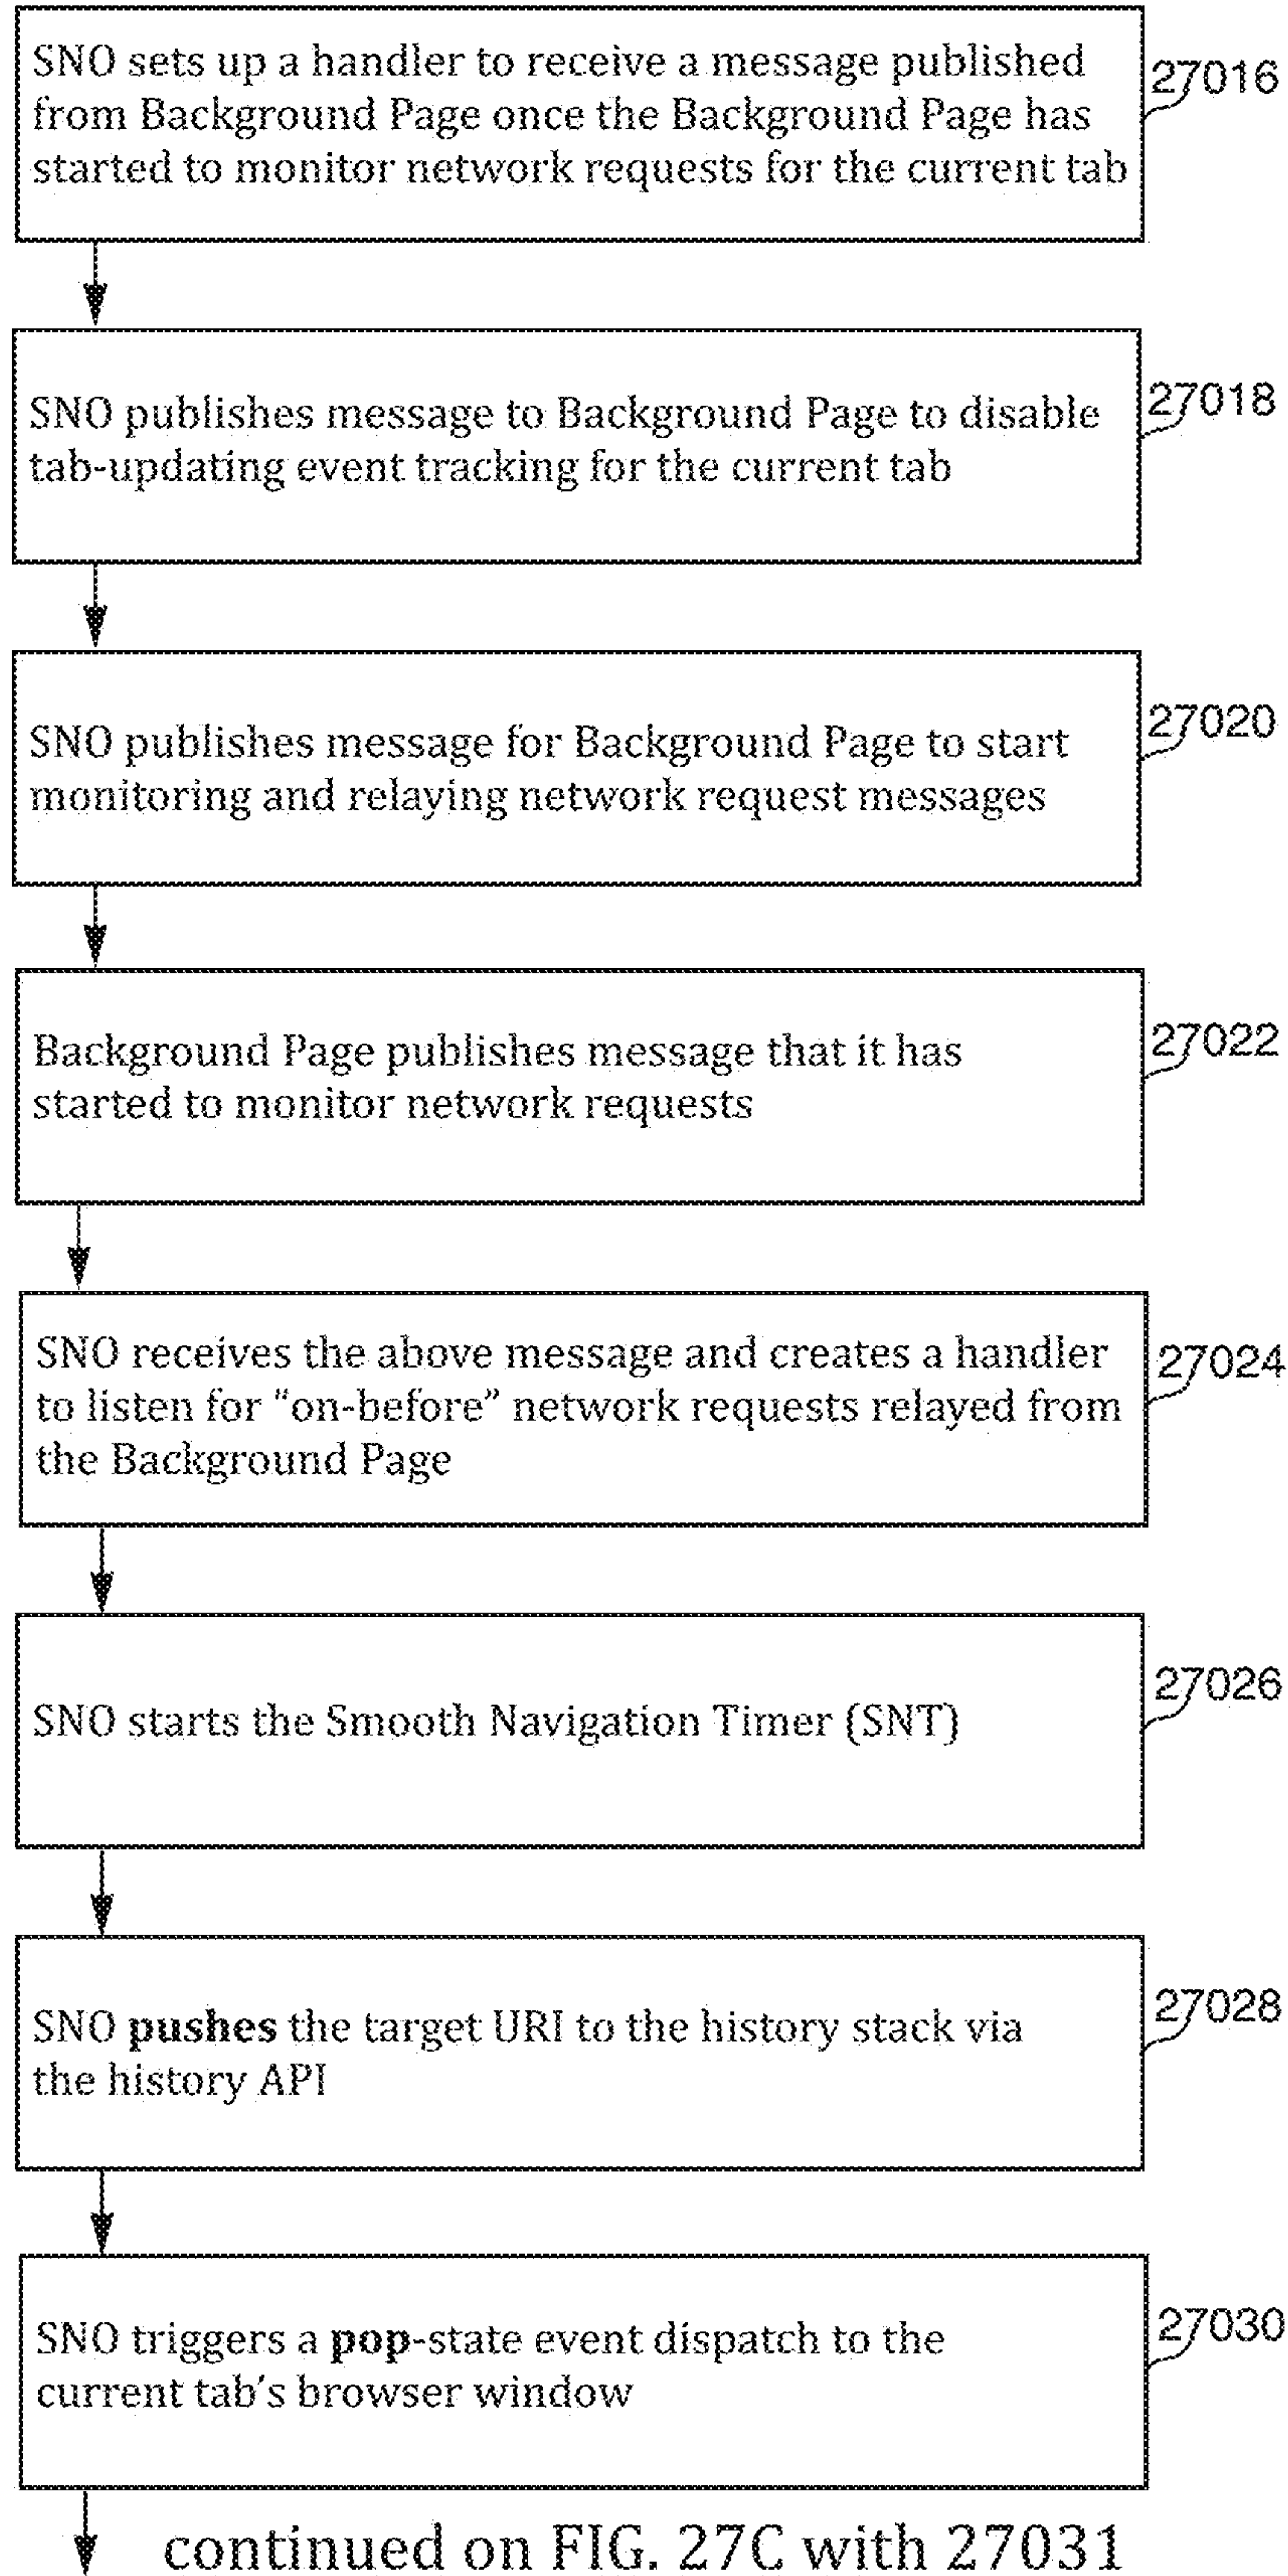 SNO sets up a handler to receive a message published
from Background Page once the Background Page has
started to monitor network requests for the current tab
27016
SNO publishes message to Background Page to disable
tab-updating event tracking for the current tab
27018
SNO publishes message for Background Page to start
monitoring and relaying network request messages
27020
Background Page publishes message that it has
started to monitor network requests
27022
SNO receives the above message and creates a handler
to listen for “on-before” network requests relayed from
the Background Page
27024
SNO starts the Smooth Navigation Timer (SNT)
27026
SNO pushes the target URI to the history stack via
the history API
27028
SNO triggers a pop-state event dispatch to the
current tab’s browser window
27030
continued on FIG. 27C with 27031